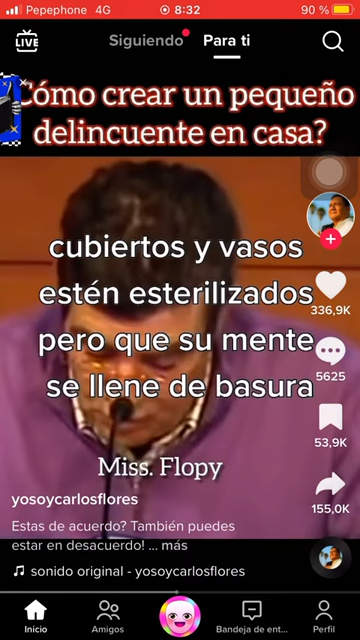 Pepephone 4G
8:32
90 %
LIVE
Siguiendo
Para ti
¿Cómo crear un pequeño
delincuente en casa?
cubiertos y vasos
estén esterilizados
pero que su mente
se llene de basura
336,9K
5625
53,9K
155,0K
Miss. Flopy
yosoycarlosflores
Estas de acuerdo? También puedes
estar en desacuerdo! ... más
sonido original - yosoycarlosflores
Inicio
Amigos
Bandeja de ent...
Perfil